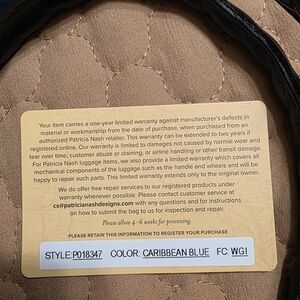 Your item carries a one-year limited warranty against manufacturer's defects in
material or workmanship from the date of purchase, when purchased from an
authorized Patricia Nash retailer. This warranty can be extended to two years if
registered online. Our warranty is limited to damages not caused by normal wear and
tear over time, customer abuse or staining, or airline handling or other transit damage.
For Patricia Nash luggage items, we also provide a limited warranty which covers all
mechanical components of the luggage such as the handle and wheels and will be
happy to repair such parts. This limited warranty extends only to the original owner.
We do offer free repair services to our registered products under
warranty whenever possible. Please contact customer service at
cs@patricianashdesigns.com with any questions and for instructions
on how to submit the bag to us for inspection and repair.
Please allow 4-6 weeks for processing.
PLEASE RETAIN THIS INFORMATION TO REGISTER YOUR PURCHASE
STYLE:P018347 COLOR: CARIBBEAN BLUE FC: WGI